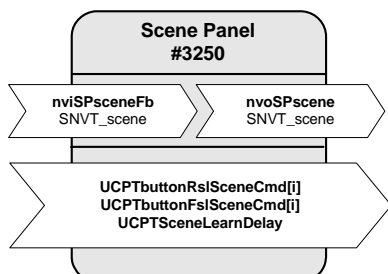 Scene Panel
#3250
nviSPsceneFb
SNVT_scene
nvoSPscene
SNVT_scene
UCPTbuttonRslSceneCmd[i]
UCPTbuttonFslSceneCmd[i]
UCPTSceneLearnDelay